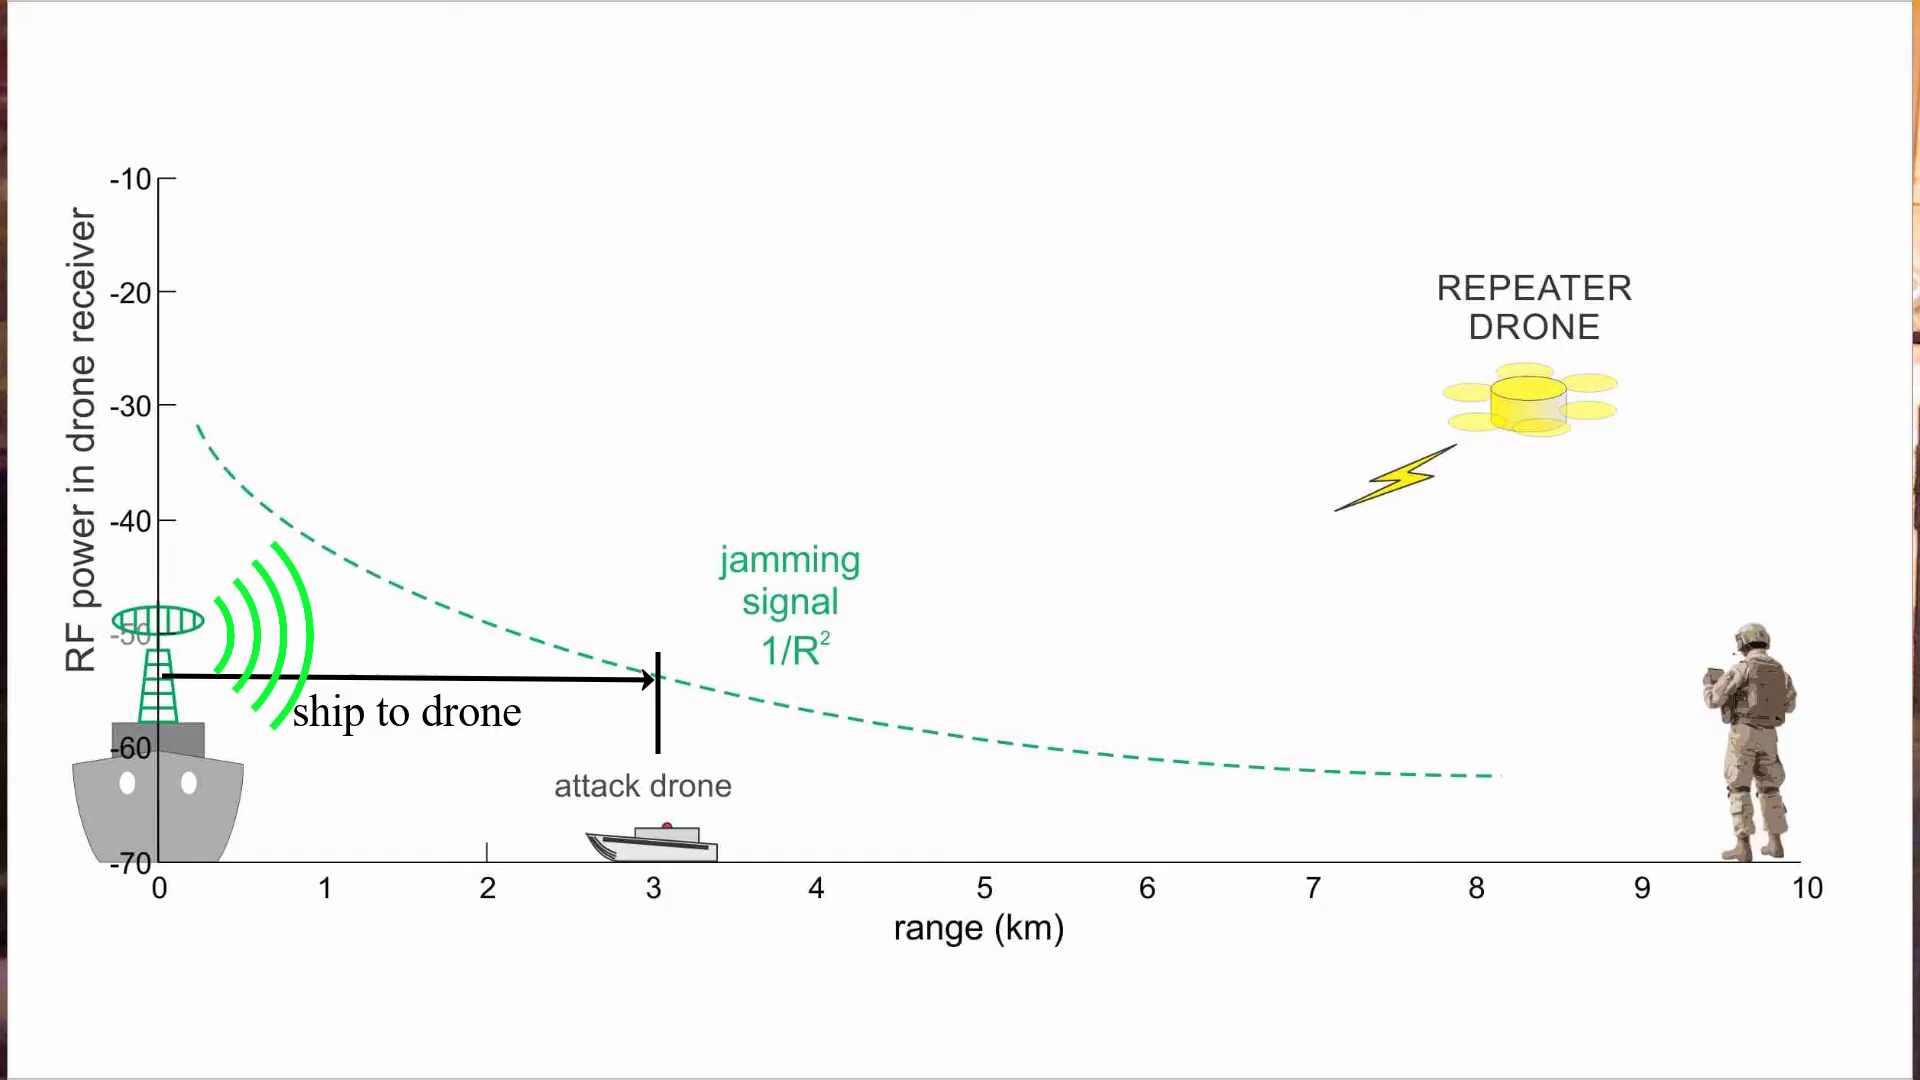 RF power in drone receiver
-10
-20
-30
-40
-50
-60
-70
REPEATER
DRONE
jamming
signal
1/R²
ship to drone
attack drone
0 1 2 3 4 5 6 7 8 9 10
range (km)